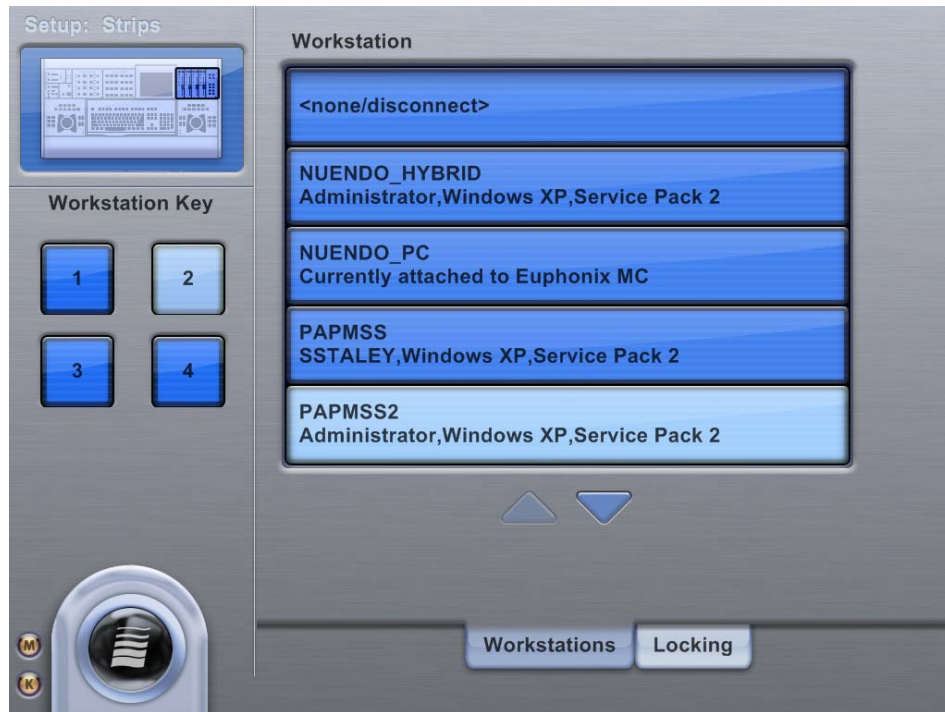 Setup: Strips
Workstation Key
1
2
3
4
Workstation
<none/disconnect>
NUENDO_HYBRID
Administrator,Windows XP,Service Pack 2
NUENDO_PC
Currently attached to Euphonix MC
PAPMSS
SSTALEY,Windows XP,Service Pack 2
PAPMSS2
Administrator,Windows XP,Service Pack 2
Workstations
Locking
M
K